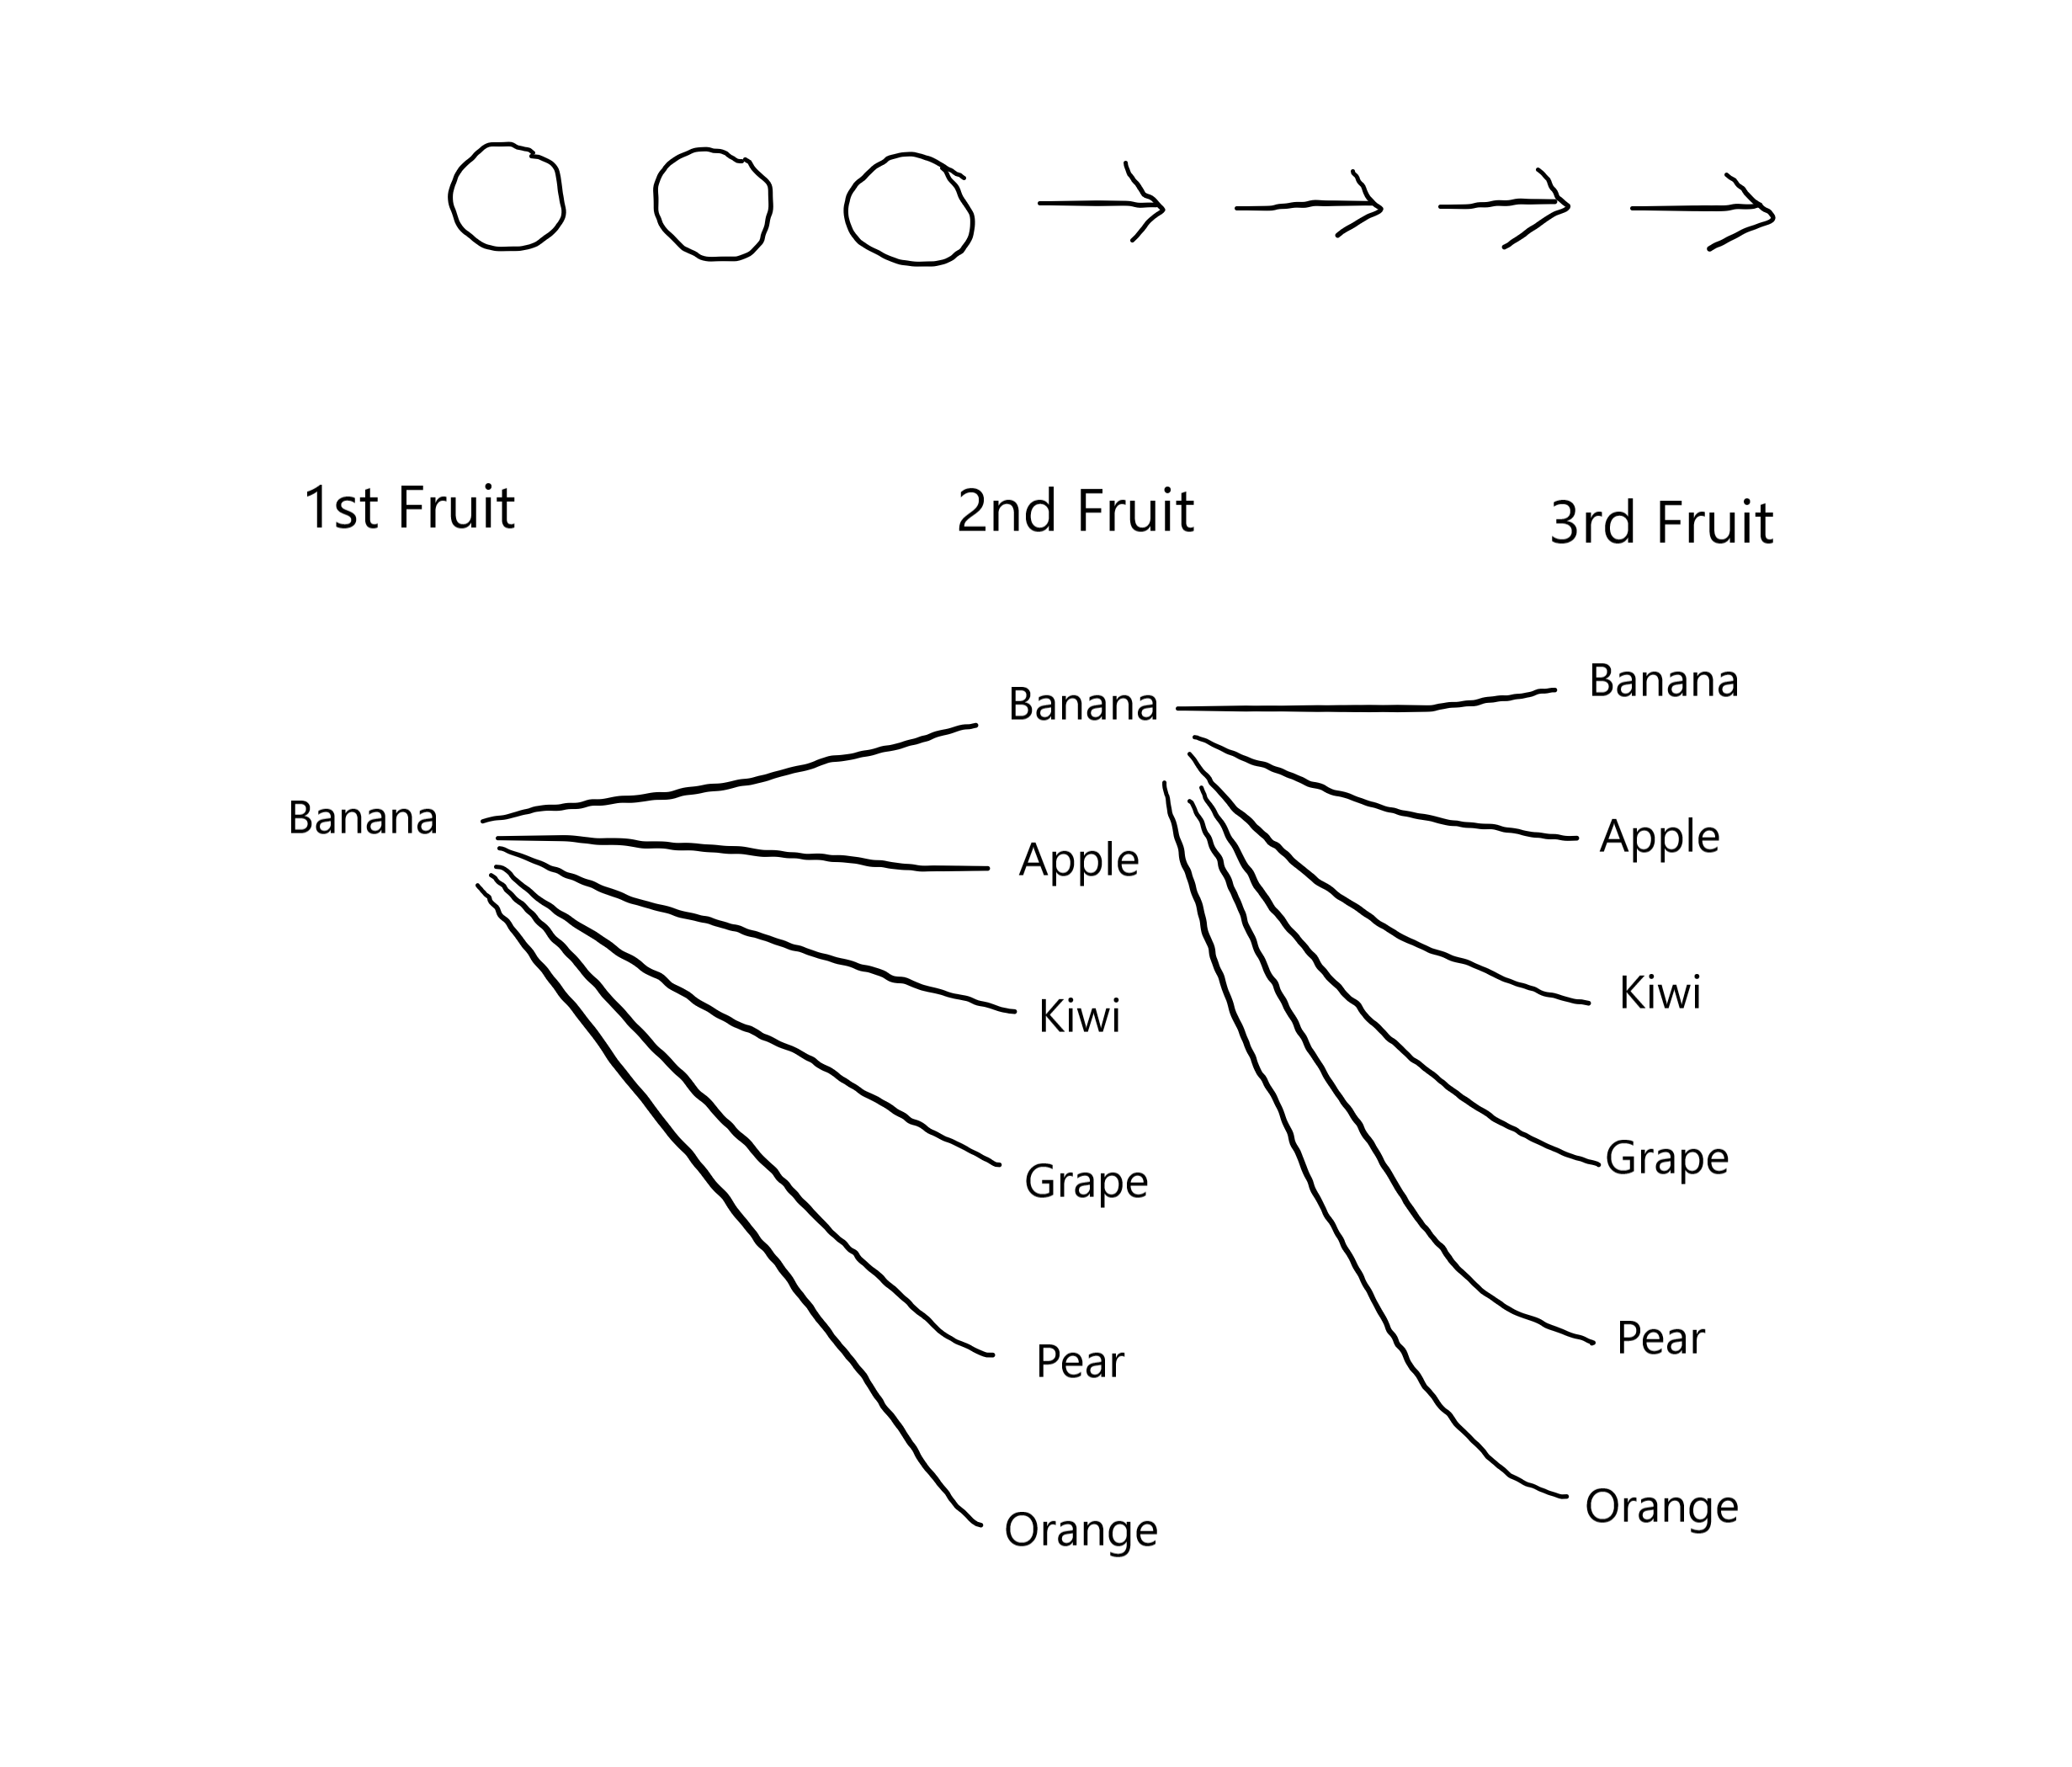 1st Fruit 2nd Fruit 3rd Fruit
Banana
Banana
Apple
Kiwi
Grape
Pear
Orange
Banana
Apple
Kiwi
Grape
Pear
Orange